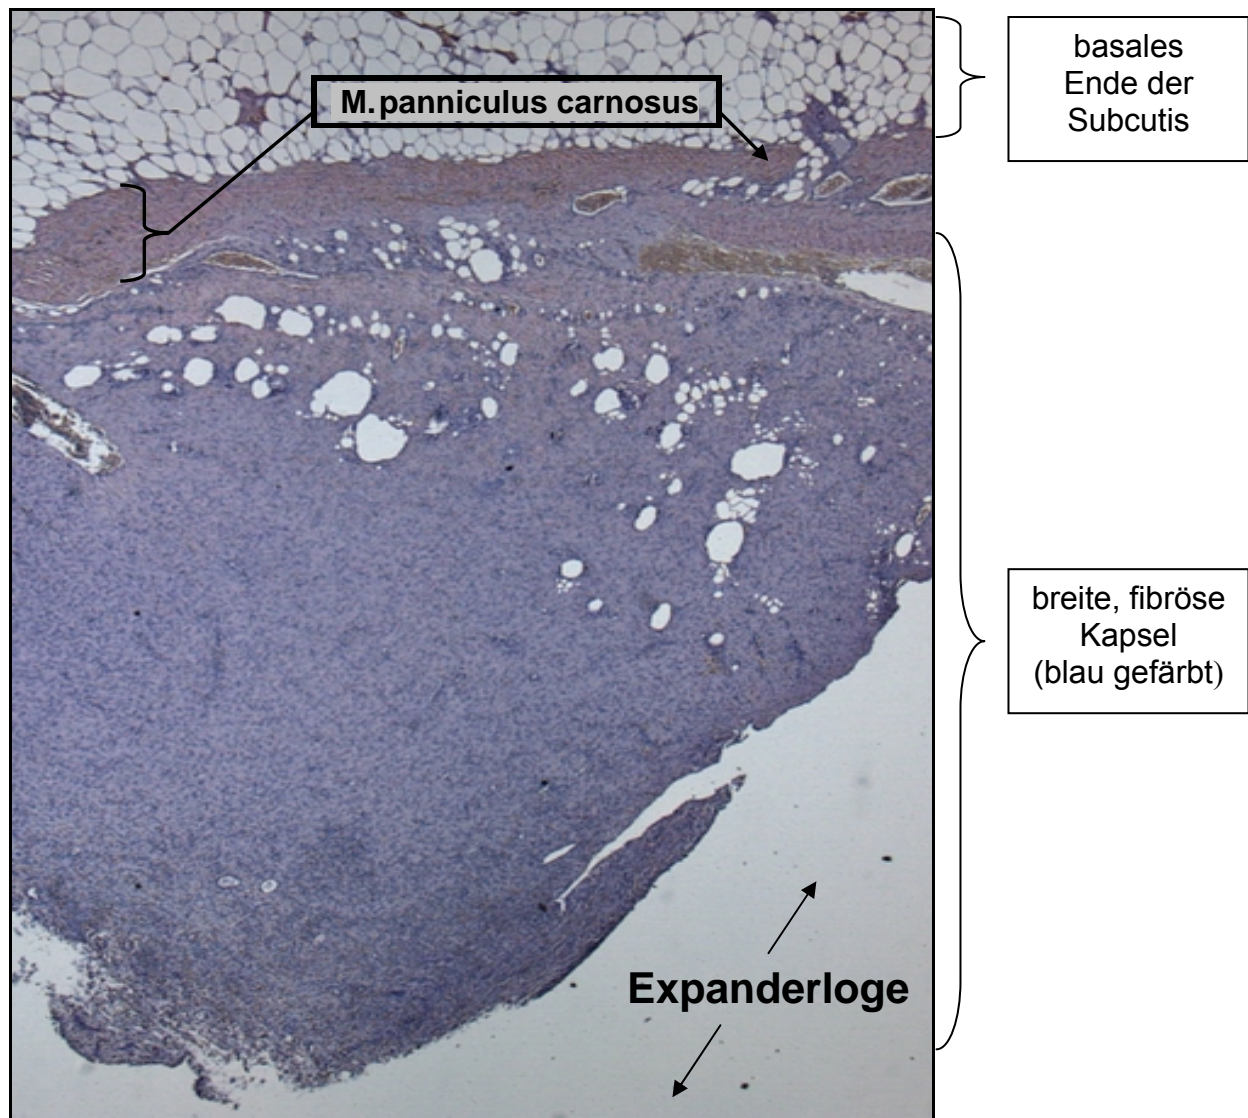 basales
Ende der
Subcutis
M.panniculus carnosus
breite, fibröse
Kapsel
(blau gefärbt)
Expanderloge